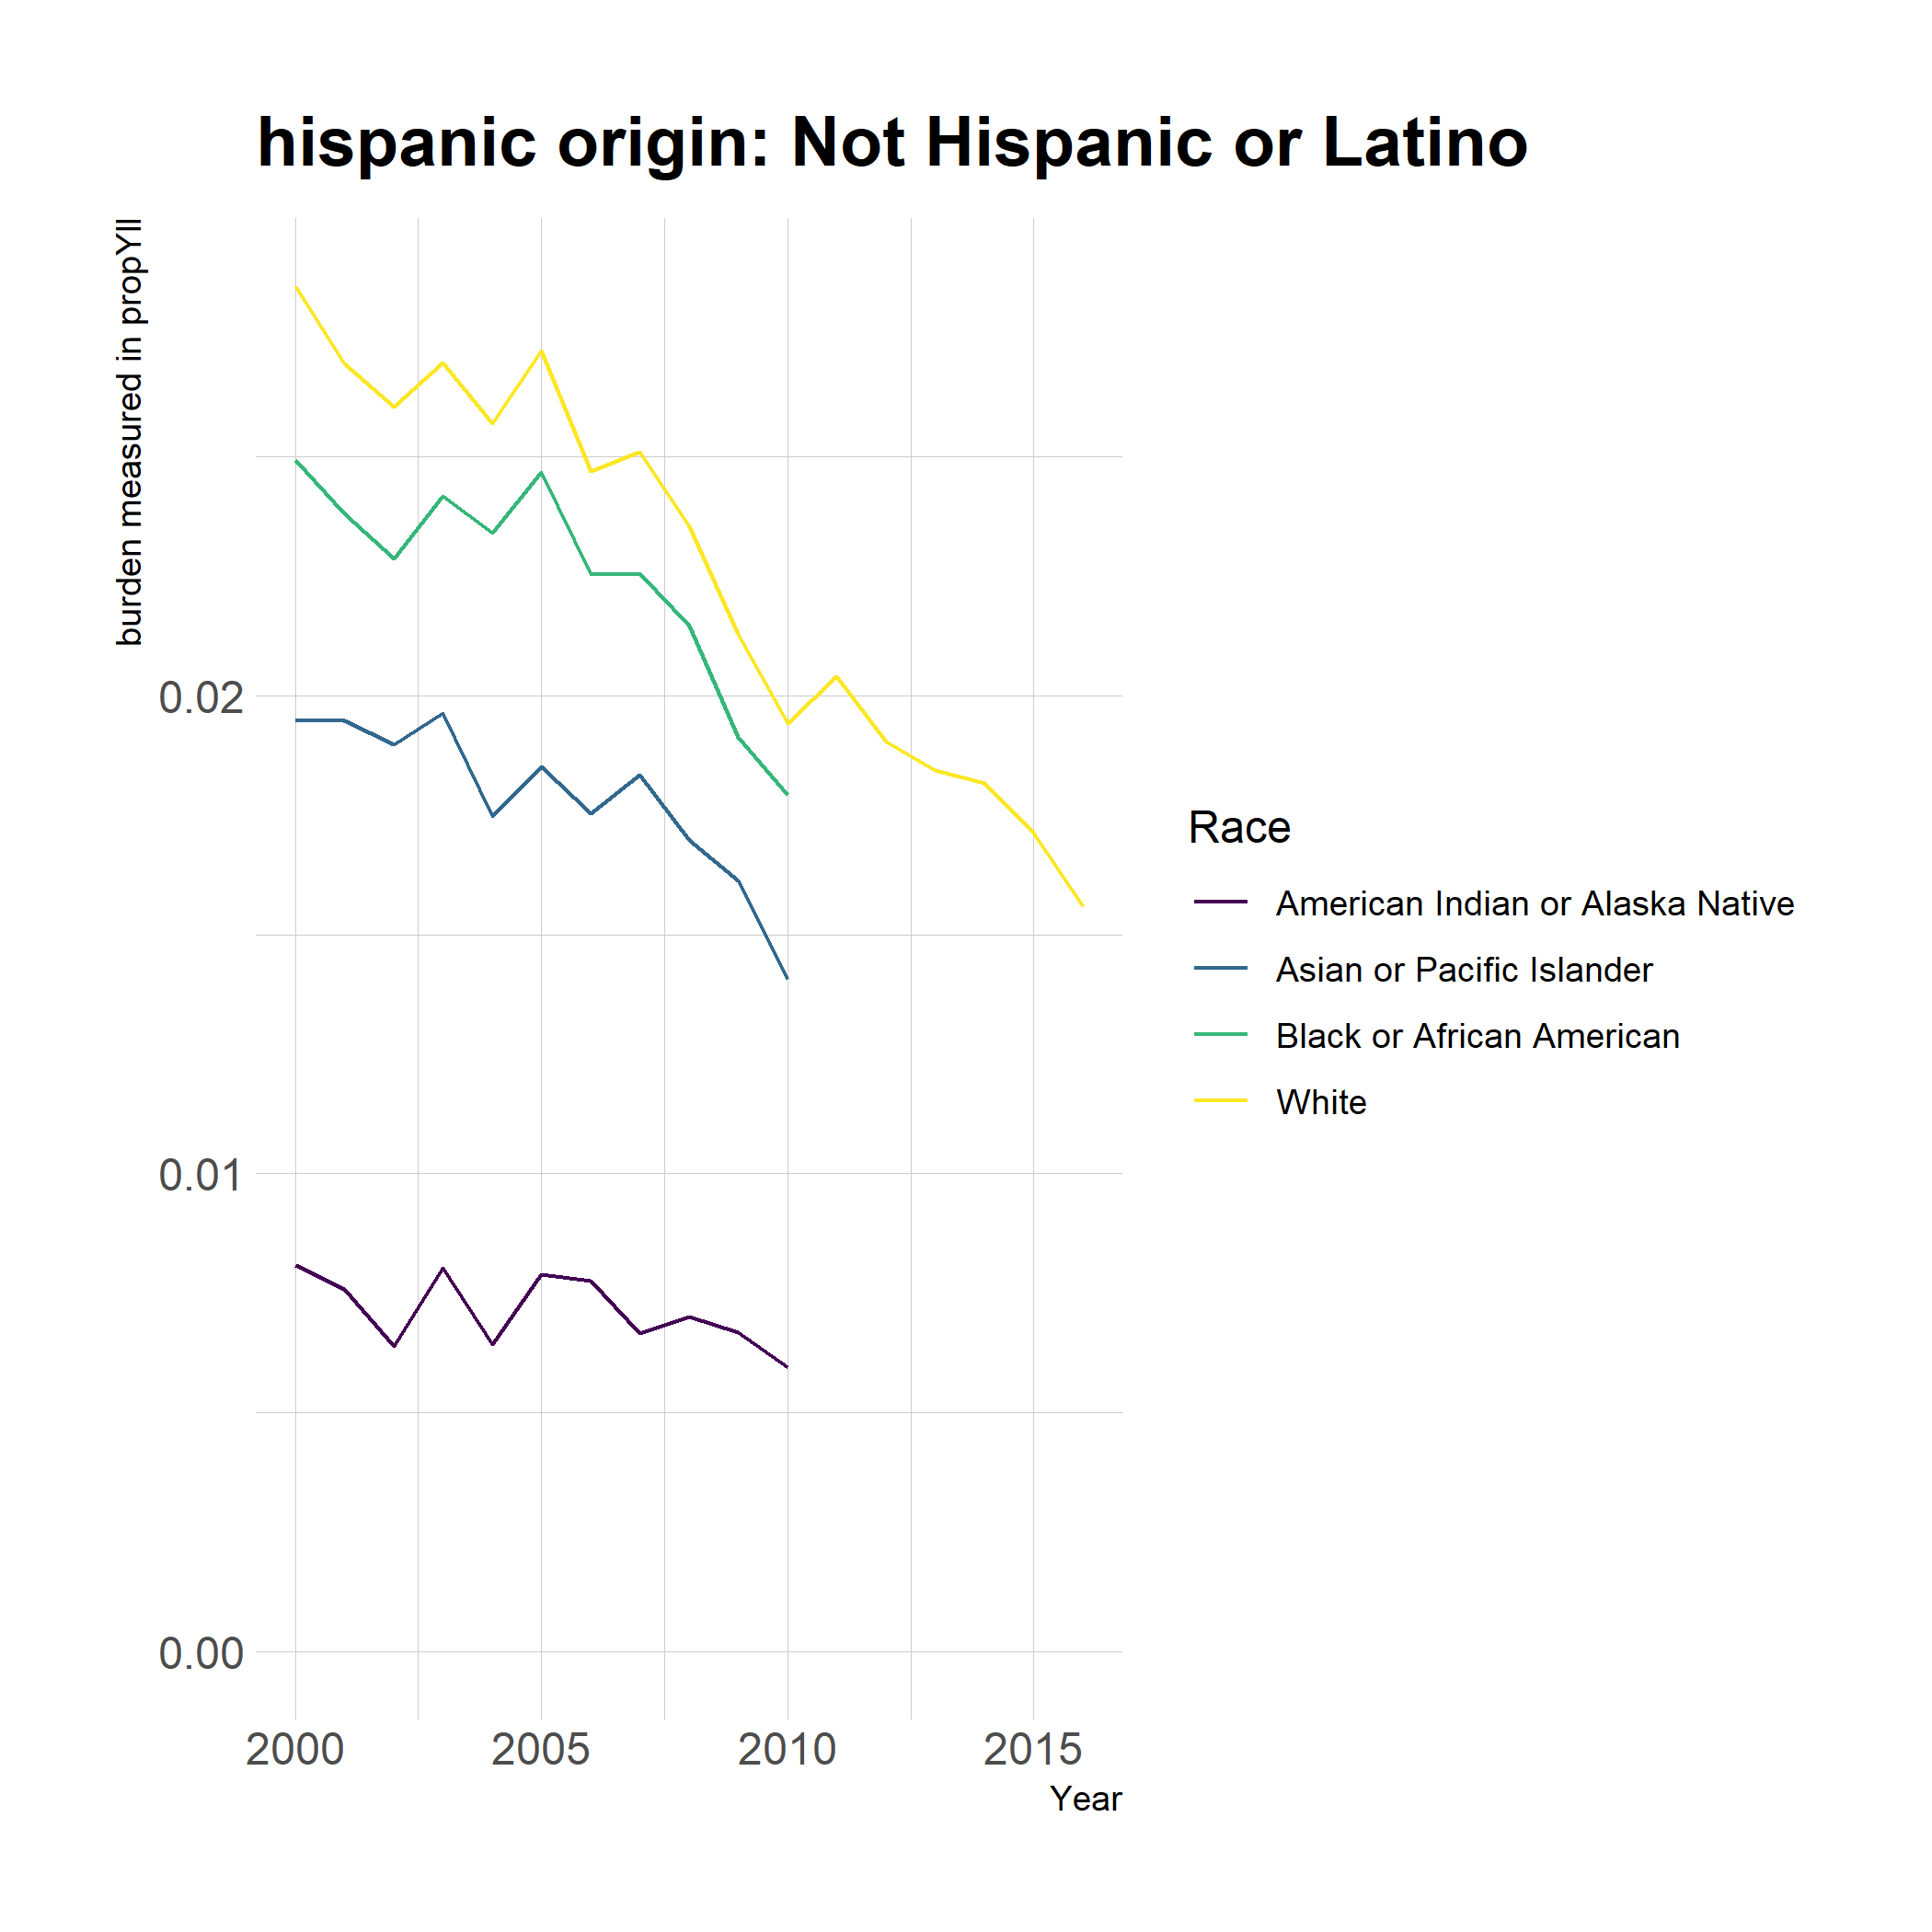 hispanic origin: Not Hispanic or Latino
burden measured in propYll
0.02
0.01
0.00
2000 2005 2010 2015
Year
Race
American Indian or Alaska Native
Asian or Pacific Islander
Black or African American
White